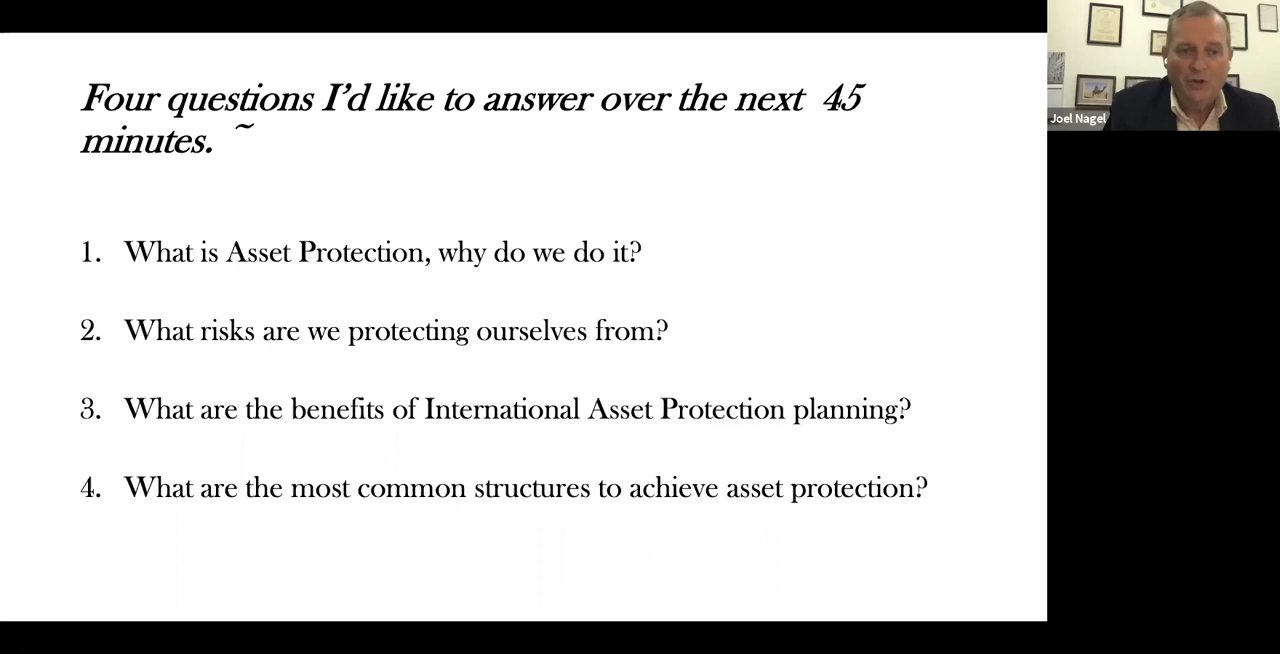 Four questions I'd like to answer over the next 45
minutes. ~
1. What is Asset Protection, why do we do it?
2. What risks are we protecting ourselves from?
3. What are the benefits of International Asset Protection planning?
4. What are the most common structures to achieve asset protection?
Joel Nagel